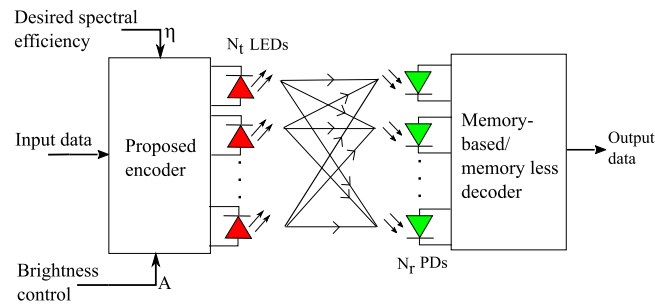 Desired spectral
efficiency
η
Nt LEDs
Input data
Proposed
encoder
Memory-
based/
memory less
decoder
Output
data
Nr PDs
Brightness
control
A